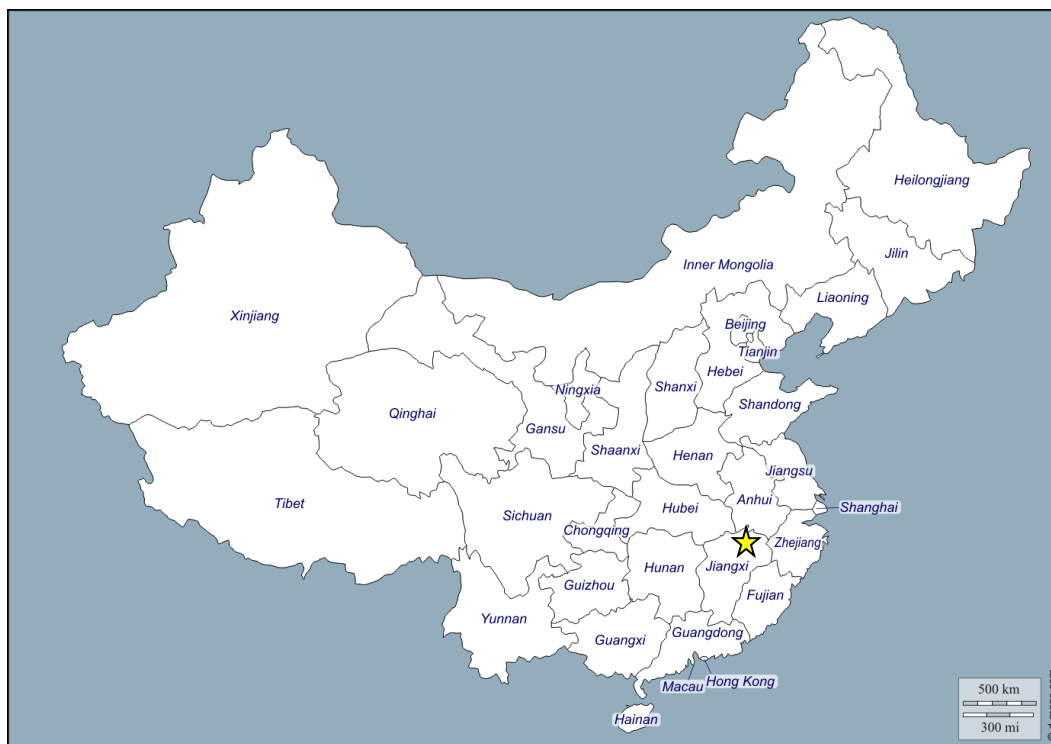 Heilongjiang
Jilin
Inner Mongolia
Liaoning
Xinjiang
Beijing
Tianjin
Hebei
Ningxia
Shanxi
Qinghai
Shandong
Gansu
Shaanxi
Henan
Jiangsu
Tibet
Anhui
Hubei
Shanghai
Sichuan
Chongqing
Zhejiang
Hunan
Jiangxi
Guizhou
Fujian
Yunnan
Guangxi
Guangdong
Macau
Hong Kong
Hainan
500 km
300 mi